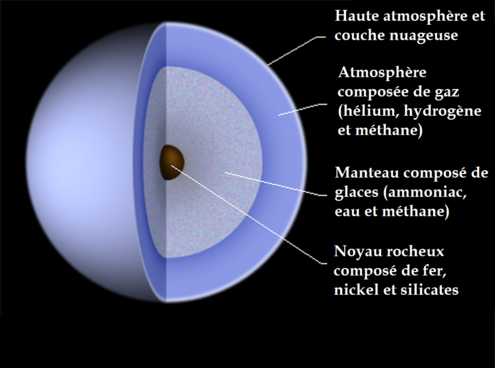 Haute atmosphère et
couche nuageuse
Atmosphère
composée de gaz
(hélium, hydrogène
et méthane)
Manteau composé de
glaces (ammoniac,
eau et méthane)
Noyau rocheux
composé de fer,
nickel et silicates